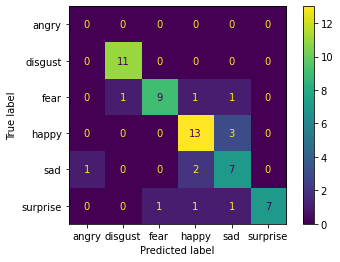 angry 0 0 0 0 0 0
disgust 0 11 0 0 0 0
fear 0 1 9 1 1 0
happy 0 0 0 13 3 0
sad 1 0 0 2 7 0
surprise 0 0 1 1 1 7
angry disgust fear happy sad surprise
Predicted label
True label
12
10
8
6
4
2
0